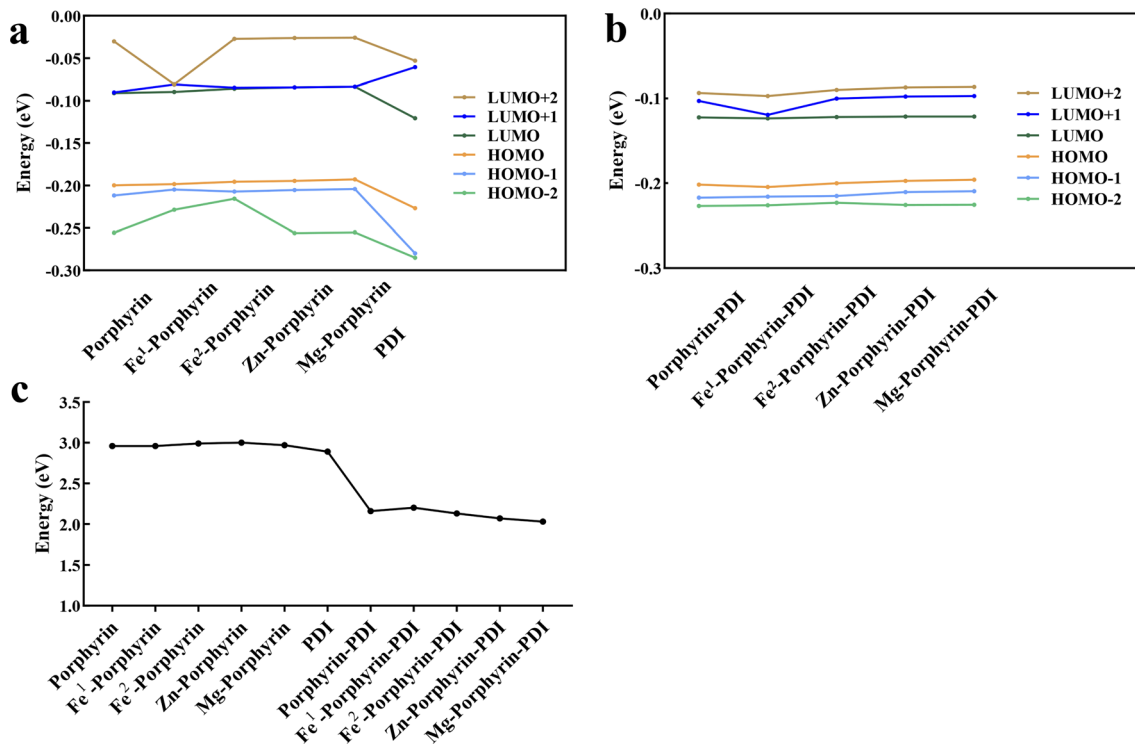 a
Energy (eV)
0.00
-0.05
-0.10
-0.15
-0.20
-0.25
-0.30
LUMO+2
LUMO+1
LUMO
HOMO
HOMO-1
HOMO-2
Porphyrin
Fe¹-Porphyrin
Fe²-Porphyrin
Zn-Porphyrin
Mg-Porphyrin
PDI
b
Energy (eV)
-0.0
-0.1
-0.2
-0.3
LUMO+2
LUMO+1
LUMO
HOMO
HOMO-1
HOMO-2
Porphyrin-PDI
Fe¹-Porphyrin-PDI
Fe²-Porphyrin-PDI
Zn-Porphyrin-PDI
Mg-Porphyrin-PDI
c
Energy (eV)
3.5
3.0
2.5
2.0
1.5
1.0
Porphyrin
Fe¹-Porphyrin
Fe²-Porphyrin
Zn-Porphyrin
Mg-Porphyrin
PDI
Porphyrin-PDI
Fe¹-Porphyrin-PDI
Fe²-Porphyrin-PDI
Zn-Porphyrin-PDI
Mg-Porphyrin-PDI